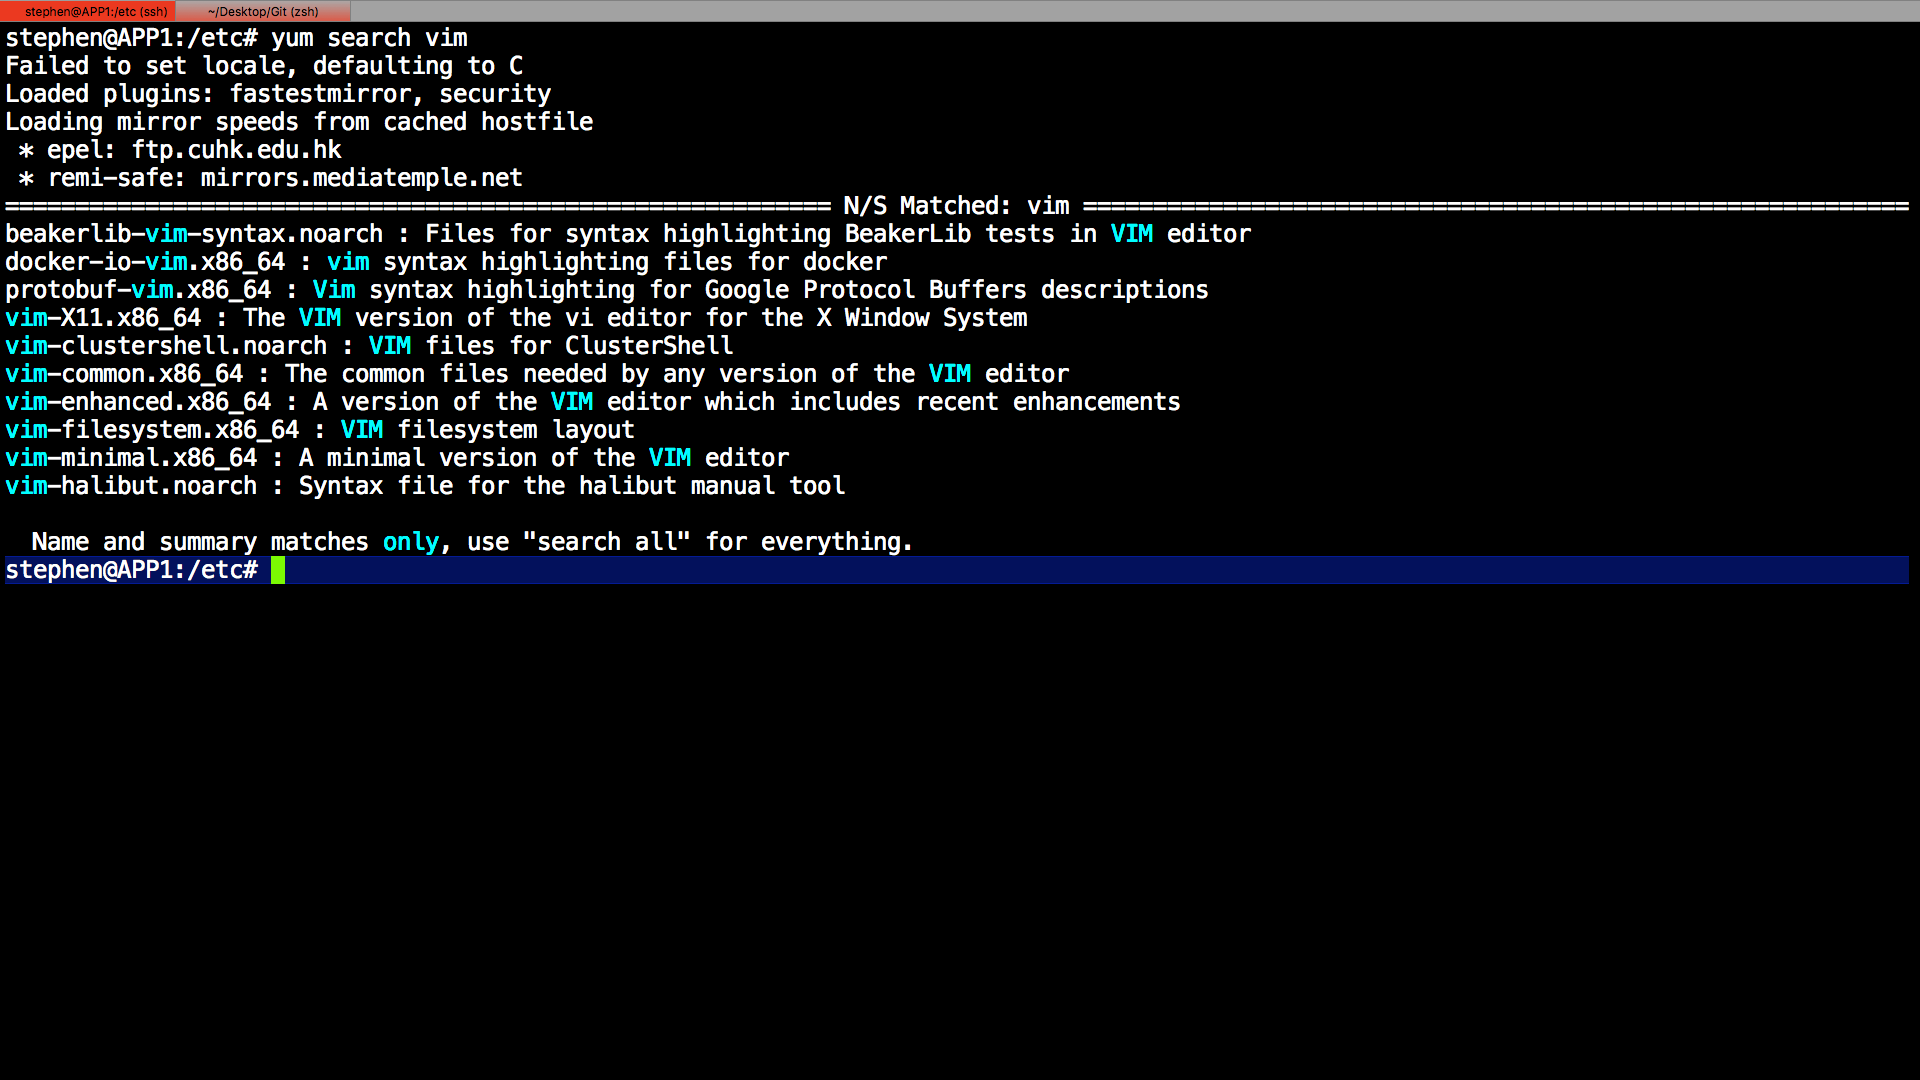 stephen@APP1:/etc (ssh) ~/Desktop/Git (zsh)
stephen@APP1:/etc# yum search vim
Failed to set locale, defaulting to C
Loaded plugins: fastestmirror, security
Loading mirror speeds from cached hostfile
 * epel: ftp.cuhk.edu.hk
 * remi-safe: mirrors.mediatemple.net
=========================================================== N/S Matched: vim ===========================================================
beakerlib-vim-syntax.noarch : Files for syntax highlighting BeakerLib tests in VIM editor
docker-io-vim.x86_64 : vim syntax highlighting files for docker
protobuf-vim.x86_64 : Vim syntax highlighting for Google Protocol Buffers descriptions
vim-X11.x86_64 : The VIM version of the vi editor for the X Window System
vim-clustershell.noarch : VIM files for ClusterShell
vim-common.x86_64 : The common files needed by any version of the VIM editor
vim-enhanced.x86_64 : A version of the VIM editor which includes recent enhancements
vim-filesystem.x86_64 : VIM filesystem layout
vim-minimal.x86_64 : A minimal version of the VIM editor
vim-halibut.noarch : Syntax file for the halibut manual tool
  Name and summary matches only, use "search all" for everything.
stephen@APP1:/etc#